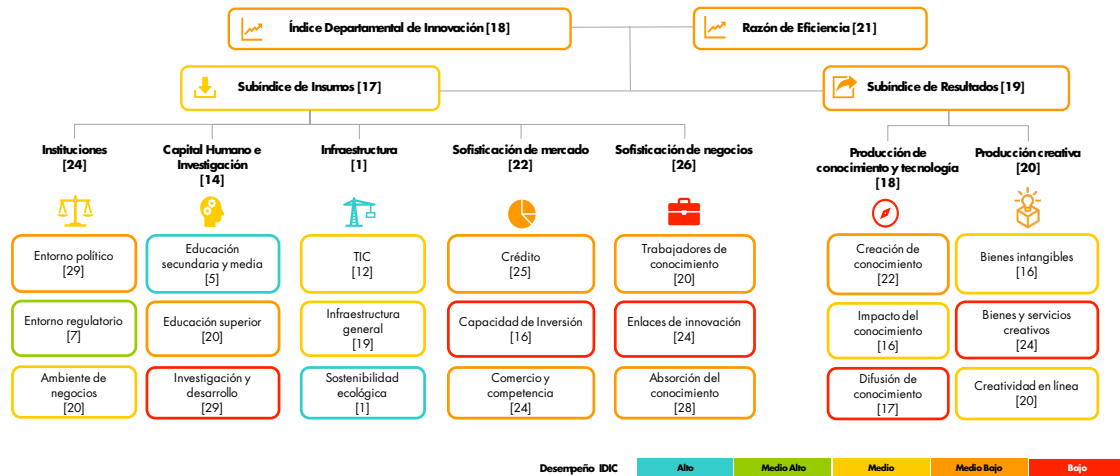 Índice Departamental de Innovación [18]
Razón de Eficiencia [21]
Subíndice de Insumos [17]
Subíndice de Resultados [19]
Instituciones
[24]
Capital Humano e
Investigación
[14]
Infraestructura
[1]
Sofisticación de mercado
[22]
Sofisticación de negocios
[26]
Producción de
conocimiento y tecnología
[18]
Producción creativa
[20]
Entorno político
[29]
Educación
secundaria y media
[5]
TIC
[12]
Crédito
[25]
Trabajadores de
conocimiento
[20]
Creación de
conocimiento
[22]
Bienes intangibles
[16]
Entorno regulatorio
[7]
Educación superior
[20]
Infraestructura
general
[19]
Capacidad de Inversión
[16]
Enlaces de innovación
[24]
Impacto del
conocimiento
[16]
Bienes y servicios
creativos
[24]
Ambiente de
negocios
[20]
Investigación y
desarrollo
[29]
Sostenibilidad
ecológica
[1]
Comercio y
competencia
[24]
Absorción del
conocimiento
[28]
Difusión de
conocimiento
[17]
Creatividad en línea
[20]
Desempeño IDIC
Alto
Medio Alto
Medio
Medio Bajo
Bajo